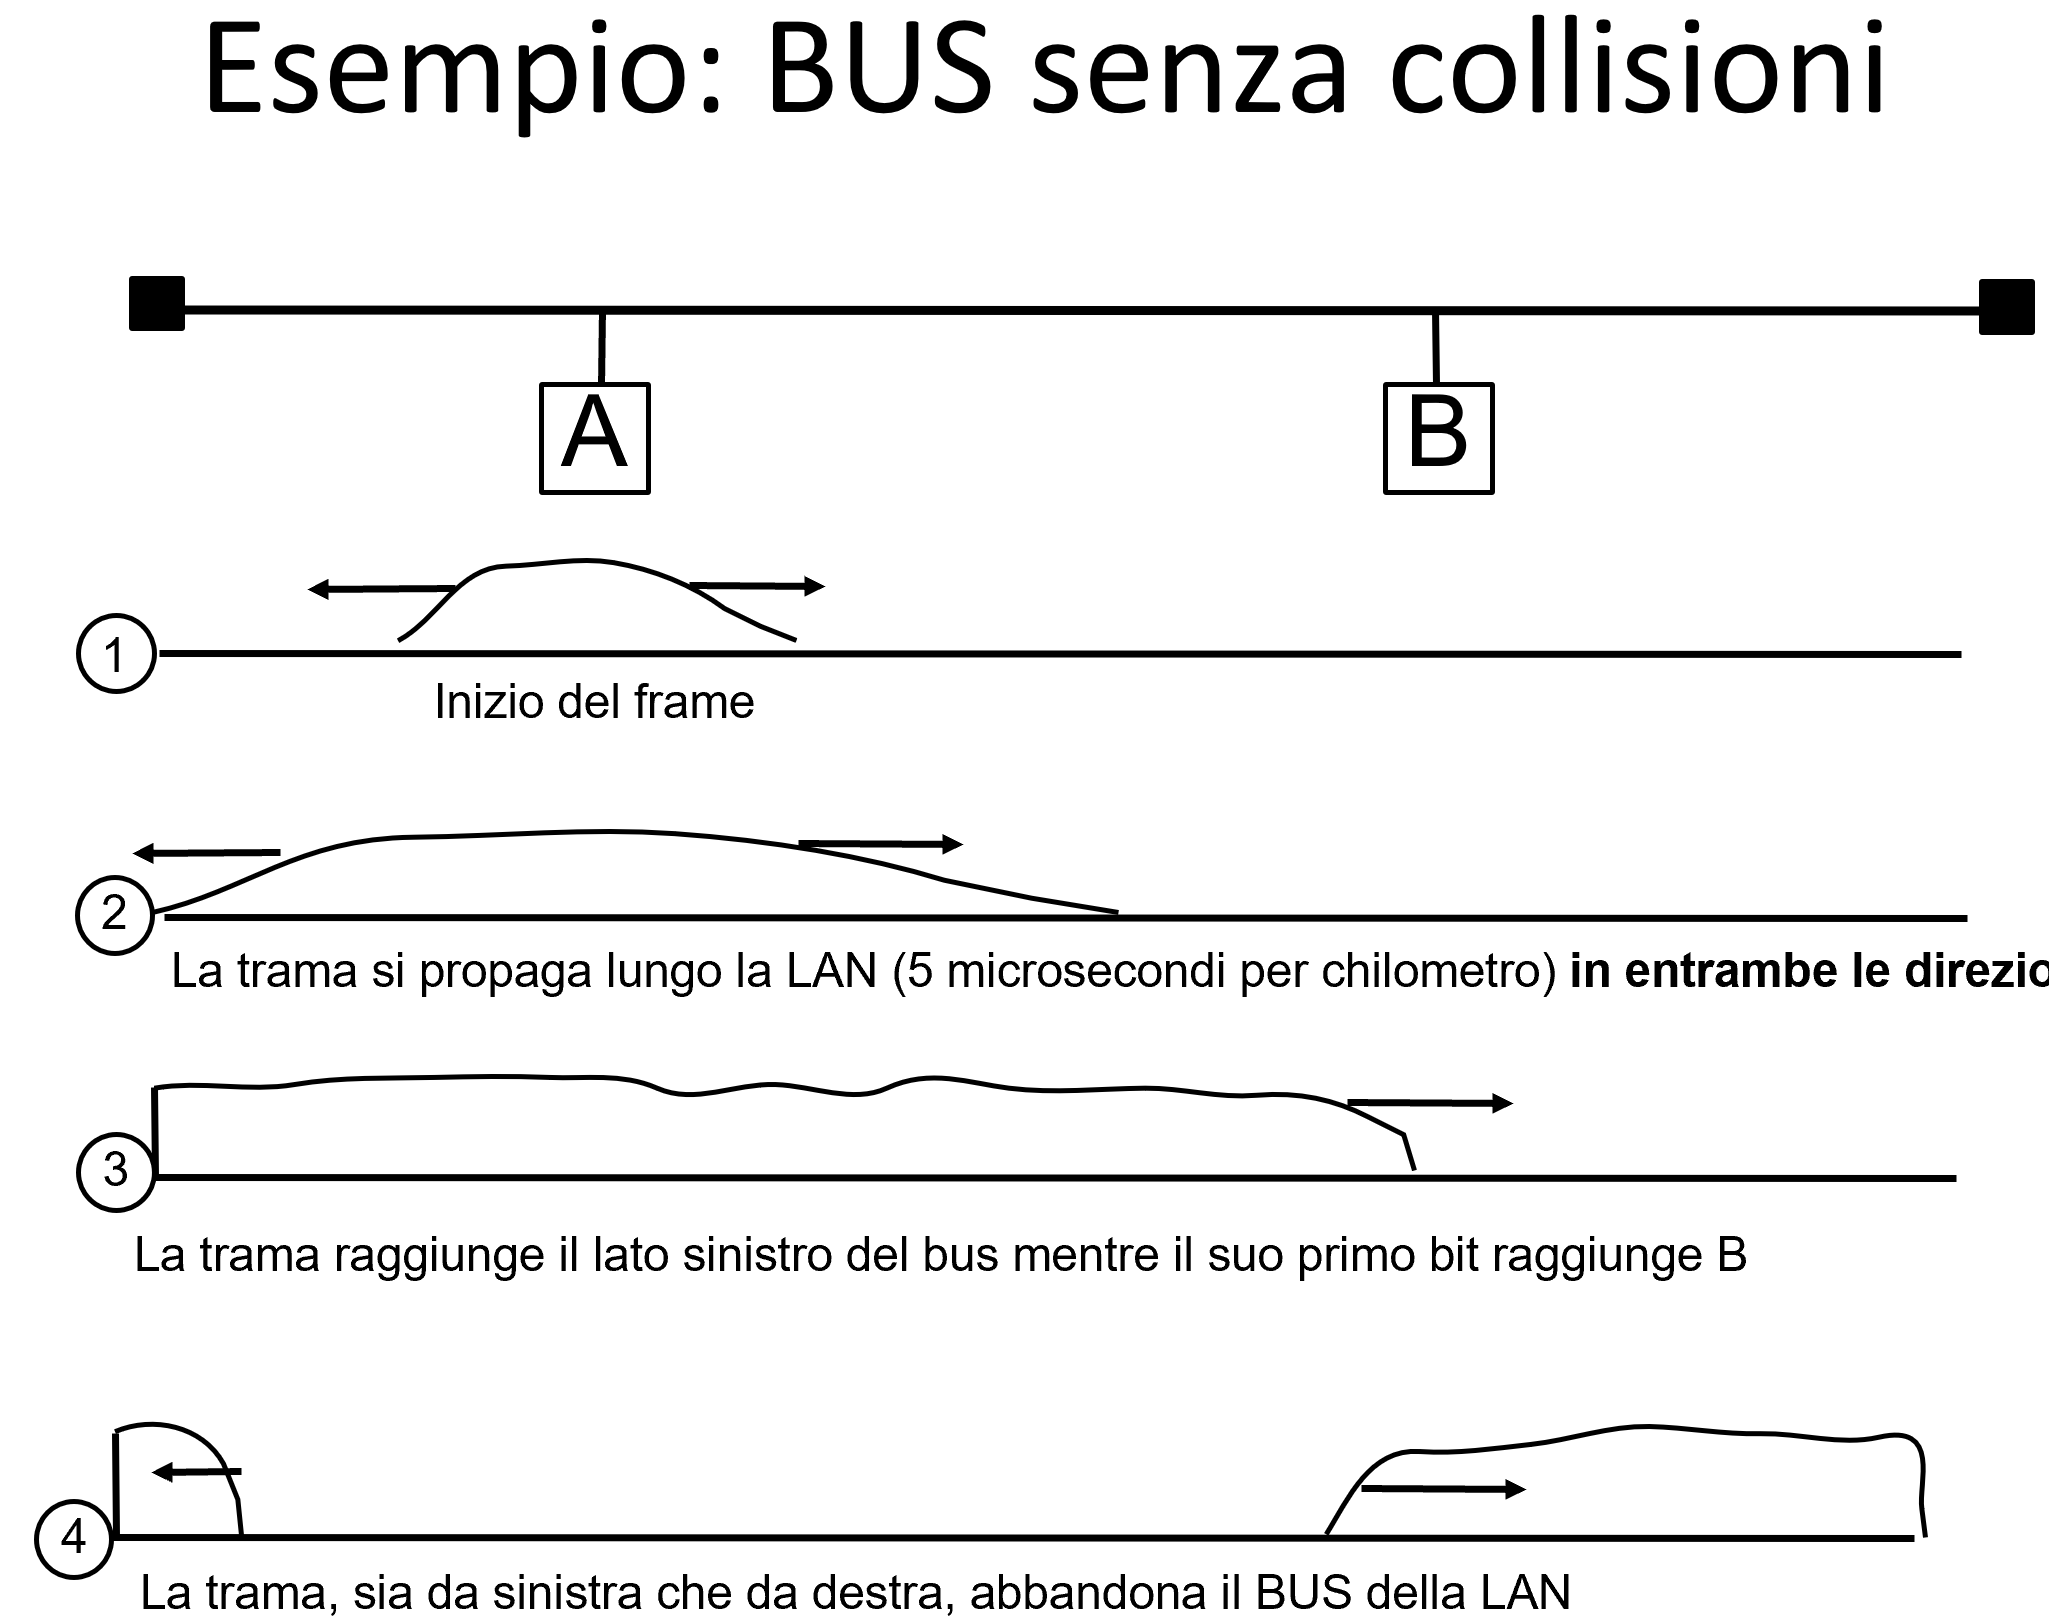 Esempio: BUS senza collisioni
A
B
1
Inizio del frame
2
La trama si propaga lungo la LAN (5 microsecondi per chilometro) in entrambe le direzio
3
La trama raggiunge il lato sinistro del bus mentre il suo primo bit raggiunge B
4
La trama, sia da sinistra che da destra, abbandona il BUS della LAN